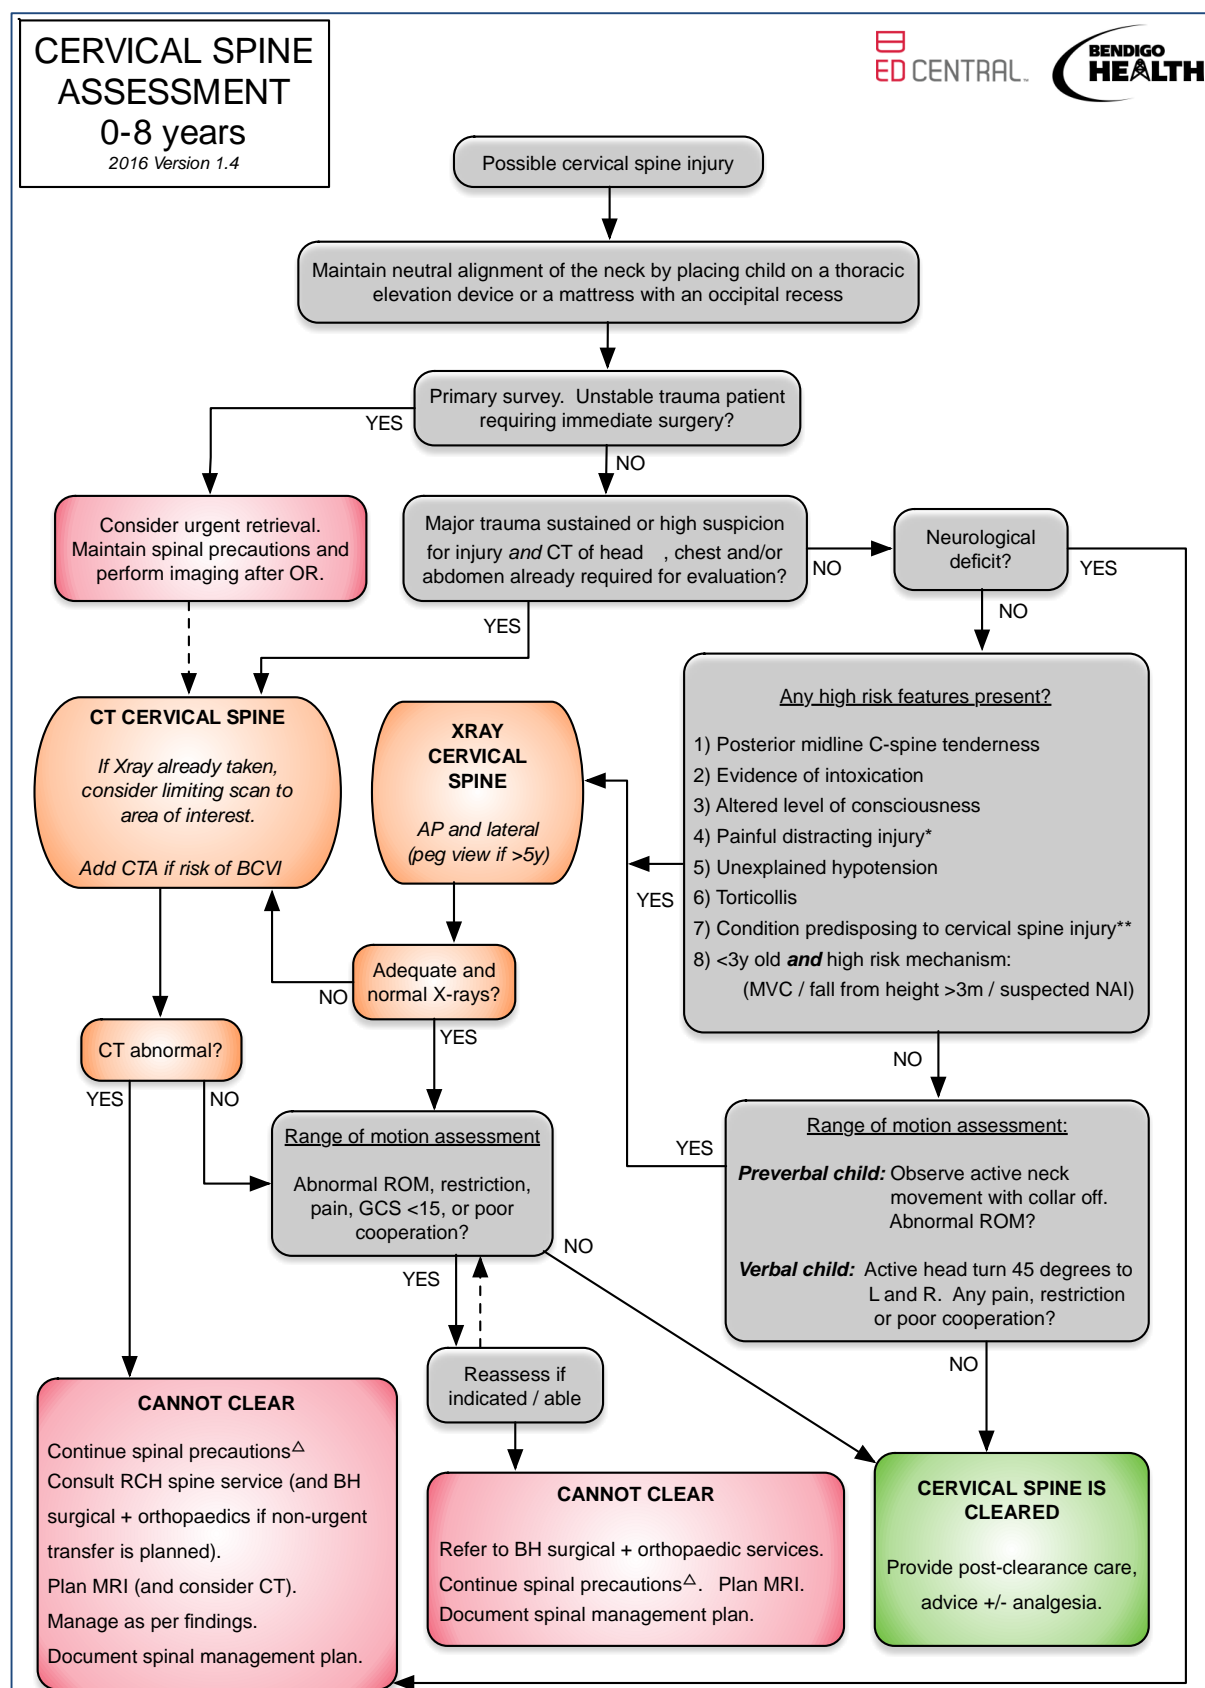 CERVICAL SPINE
ASSESSMENT
0-8 years
2016 Version 1.4
ED CENTRAL
BENDIGO
HEALTH
Possible cervical spine injury
Maintain neutral alignment of the neck by placing child on a thoracic
elevation device or a mattress with an occipital recess
Primary survey.  Unstable trauma patient
requiring immediate surgery?
YES
NO
Consider urgent retrieval.
Maintain spinal precautions and
perform imaging after OR.
Major trauma sustained or high suspicion
for injury and CT of head , chest and/or
abdomen already required for evaluation?
NO
YES
Neurological
deficit?
YES
NO
CT CERVICAL SPINE
If Xray already taken,
consider limiting scan to
area of interest.
Add CTA if risk of BCVI
XRAY
CERVICAL
SPINE
AP and lateral
(peg view if >5y)
Any high risk features present?
1) Posterior midline C-spine tenderness
2) Evidence of intoxication
3) Altered level of consciousness
4) Painful distracting injury*
5) Unexplained hypotension
6) Torticollis
7) Condition predisposing to cervical spine injury**
8) <3y old and high risk mechanism:
(MVC / fall from height >3m / suspected NAI)
YES
NO
Adequate and
normal X-rays?
NO
YES
CT abnormal?
YES
NO
Range of motion assessment
Abnormal ROM, restriction,
pain, GCS <15, or poor
cooperation?
YES
NO
Range of motion assessment:
Preverbal child: Observe active neck
movement with collar off.
Abnormal ROM?
Verbal child: Active head turn 45 degrees to
L and R.  Any pain, restriction
or poor cooperation?
YES
NO
Reassess if
indicated / able
CANNOT CLEAR
Continue spinal precautions△
Consult RCH spine service (and BH
surgical + orthopaedics if non-urgent
transfer is planned).
Plan MRI (and consider CT).
Manage as per findings.
Document spinal management plan.
CANNOT CLEAR
Refer to BH surgical + orthopaedic services.
Continue spinal precautions△.  Plan MRI.
Document spinal management plan.
CERVICAL SPINE IS
CLEARED
Provide post-clearance care,
advice +/- analgesia.